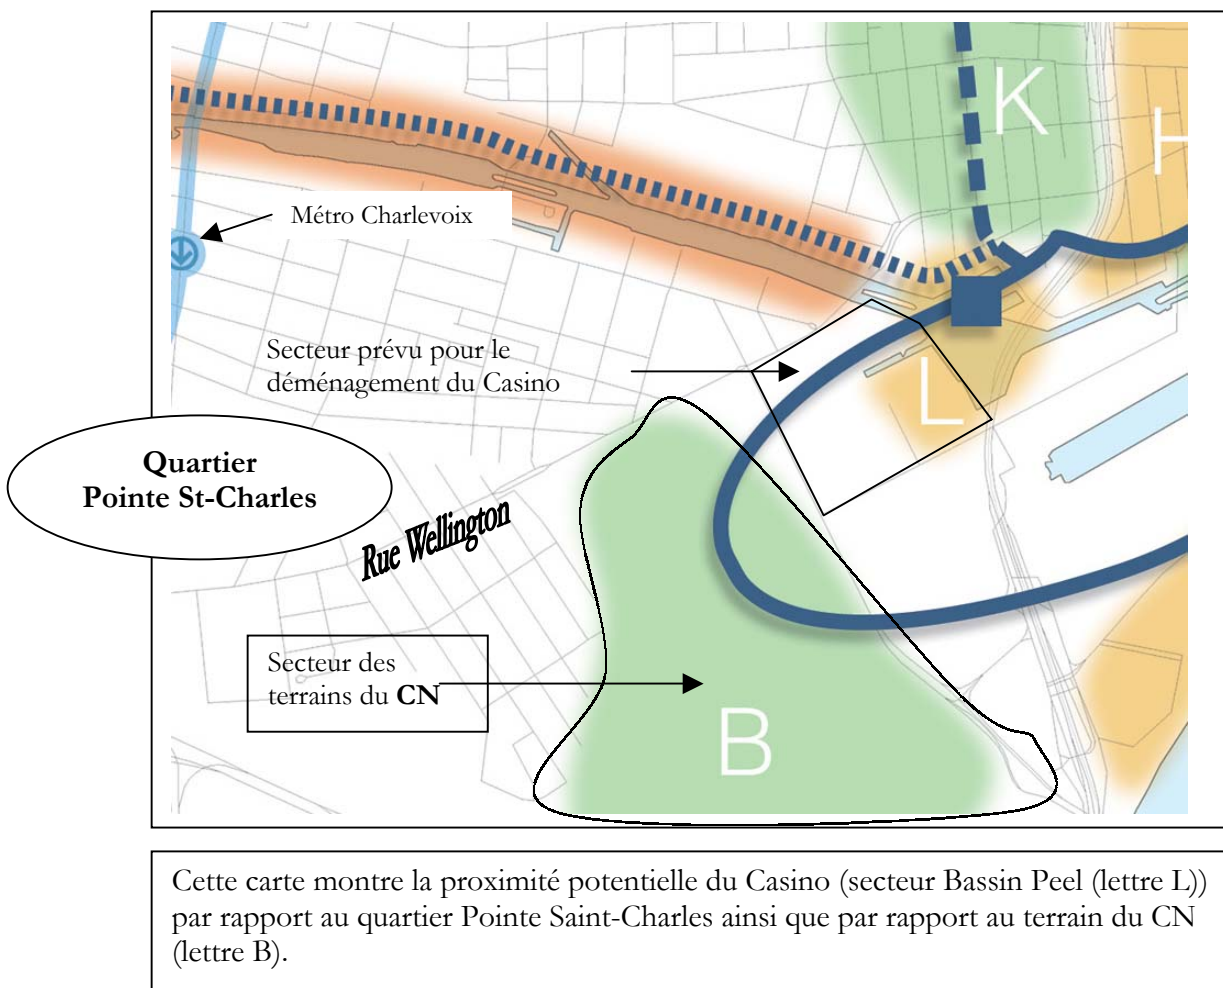 K
H
Métro Charlevoix
Secteur prévu pour le
déménagement du Casino
L
Quartier
Pointe St-Charles
Rue Wellington
Secteur des
terrains du CN
B
Cette carte montre la proximité potentielle du Casino (secteur Bassin Peel (lettre L))
par rapport au quartier Pointe Saint-Charles ainsi que par rapport au terrain du CN
(lettre B).